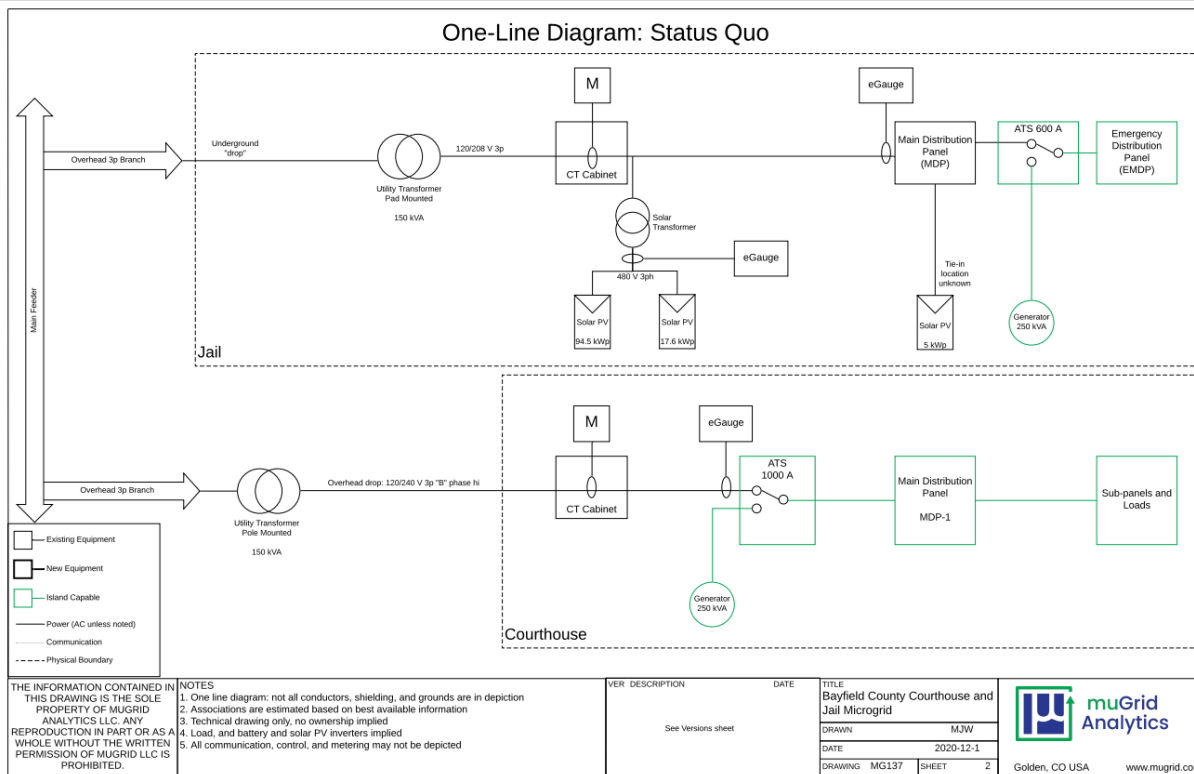 One-Line Diagram: Status Quo
M
eGauge
Overhead 3p Branch
Underground
"drop"
Utility Transformer
Pad Mounted
150 kVA
120/208 V 3p
CT Cabinet
Main Distribution
Panel
(MDP)
ATS 600 A
Emergency
Distribution
Panel
(EMDP)
Solar
Transformer
eGauge
480 V 3ph
Solar PV
94.5 kWp
Solar PV
17.6 kWp
Tie-in
location
unknown
Solar PV
5 kWp
Generator
250 kVA
Main Feeder
Jail
M
eGauge
Overhead 3p Branch
Utility Transformer
Pole Mounted
150 kVA
Overhead drop: 120/240 V 3p "B" phase hi
CT Cabinet
ATS
1000 A
Main Distribution
Panel
MDP-1
Sub-panels and
Loads
Generator
250 kVA
Courthouse
Existing Equipment
New Equipment
Island Capable
Power (AC unless noted)
Communication
Physical Boundary
THE INFORMATION CONTAINED IN
THIS DRAWING IS THE SOLE
PROPERTY OF MUGRID
ANALYTICS LLC. ANY
REPRODUCTION IN PART OR AS A
WHOLE WITHOUT THE WRITTEN
PERMISSION OF MUGRID LLC IS
PROHIBITED.
NOTES
1. One line diagram: not all conductors, shielding, and grounds are in depiction
2. Associations are estimated based on best available information
3. Technical drawing only, no ownership implied
4. Load, and battery and solar PV inverters implied
5. All communication, control, and metering may not be depicted
VER DESCRIPTION DATE
See Versions sheet
TITLE
Bayfield County Courthouse and
Jail Microgrid
DRAWN MJW
DATE 2020-12-1
DRAWING MG137 SHEET 2
μ
muGrid
Analytics
Golden, CO USA www.mugrid.com